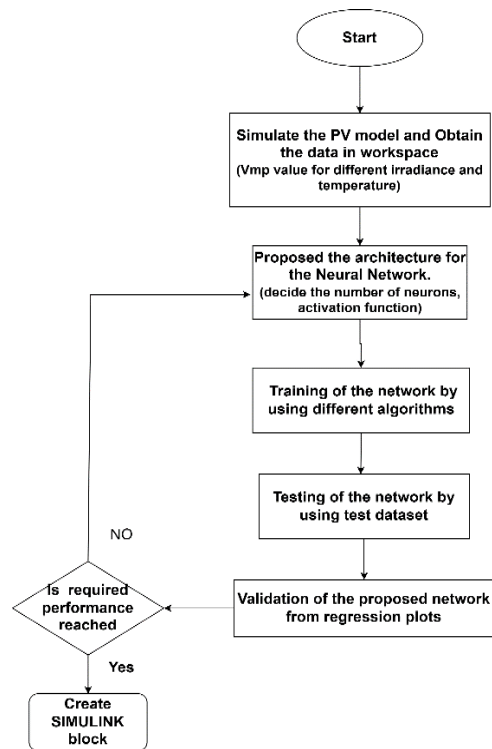 Start
Simulate the PV model and Obtain
the data in workspace
(Vmp value for different irradiance and
temperature)
Proposed the architecture for
the Neural Network.
(decide the number of neurons,
activation function)
Training of the network by
using different algorithms
Testing of the network by
using test dataset
Validation of the proposed network
from regression plots
Is required
performance
reached
NO
Yes
Create
SIMULINK
block